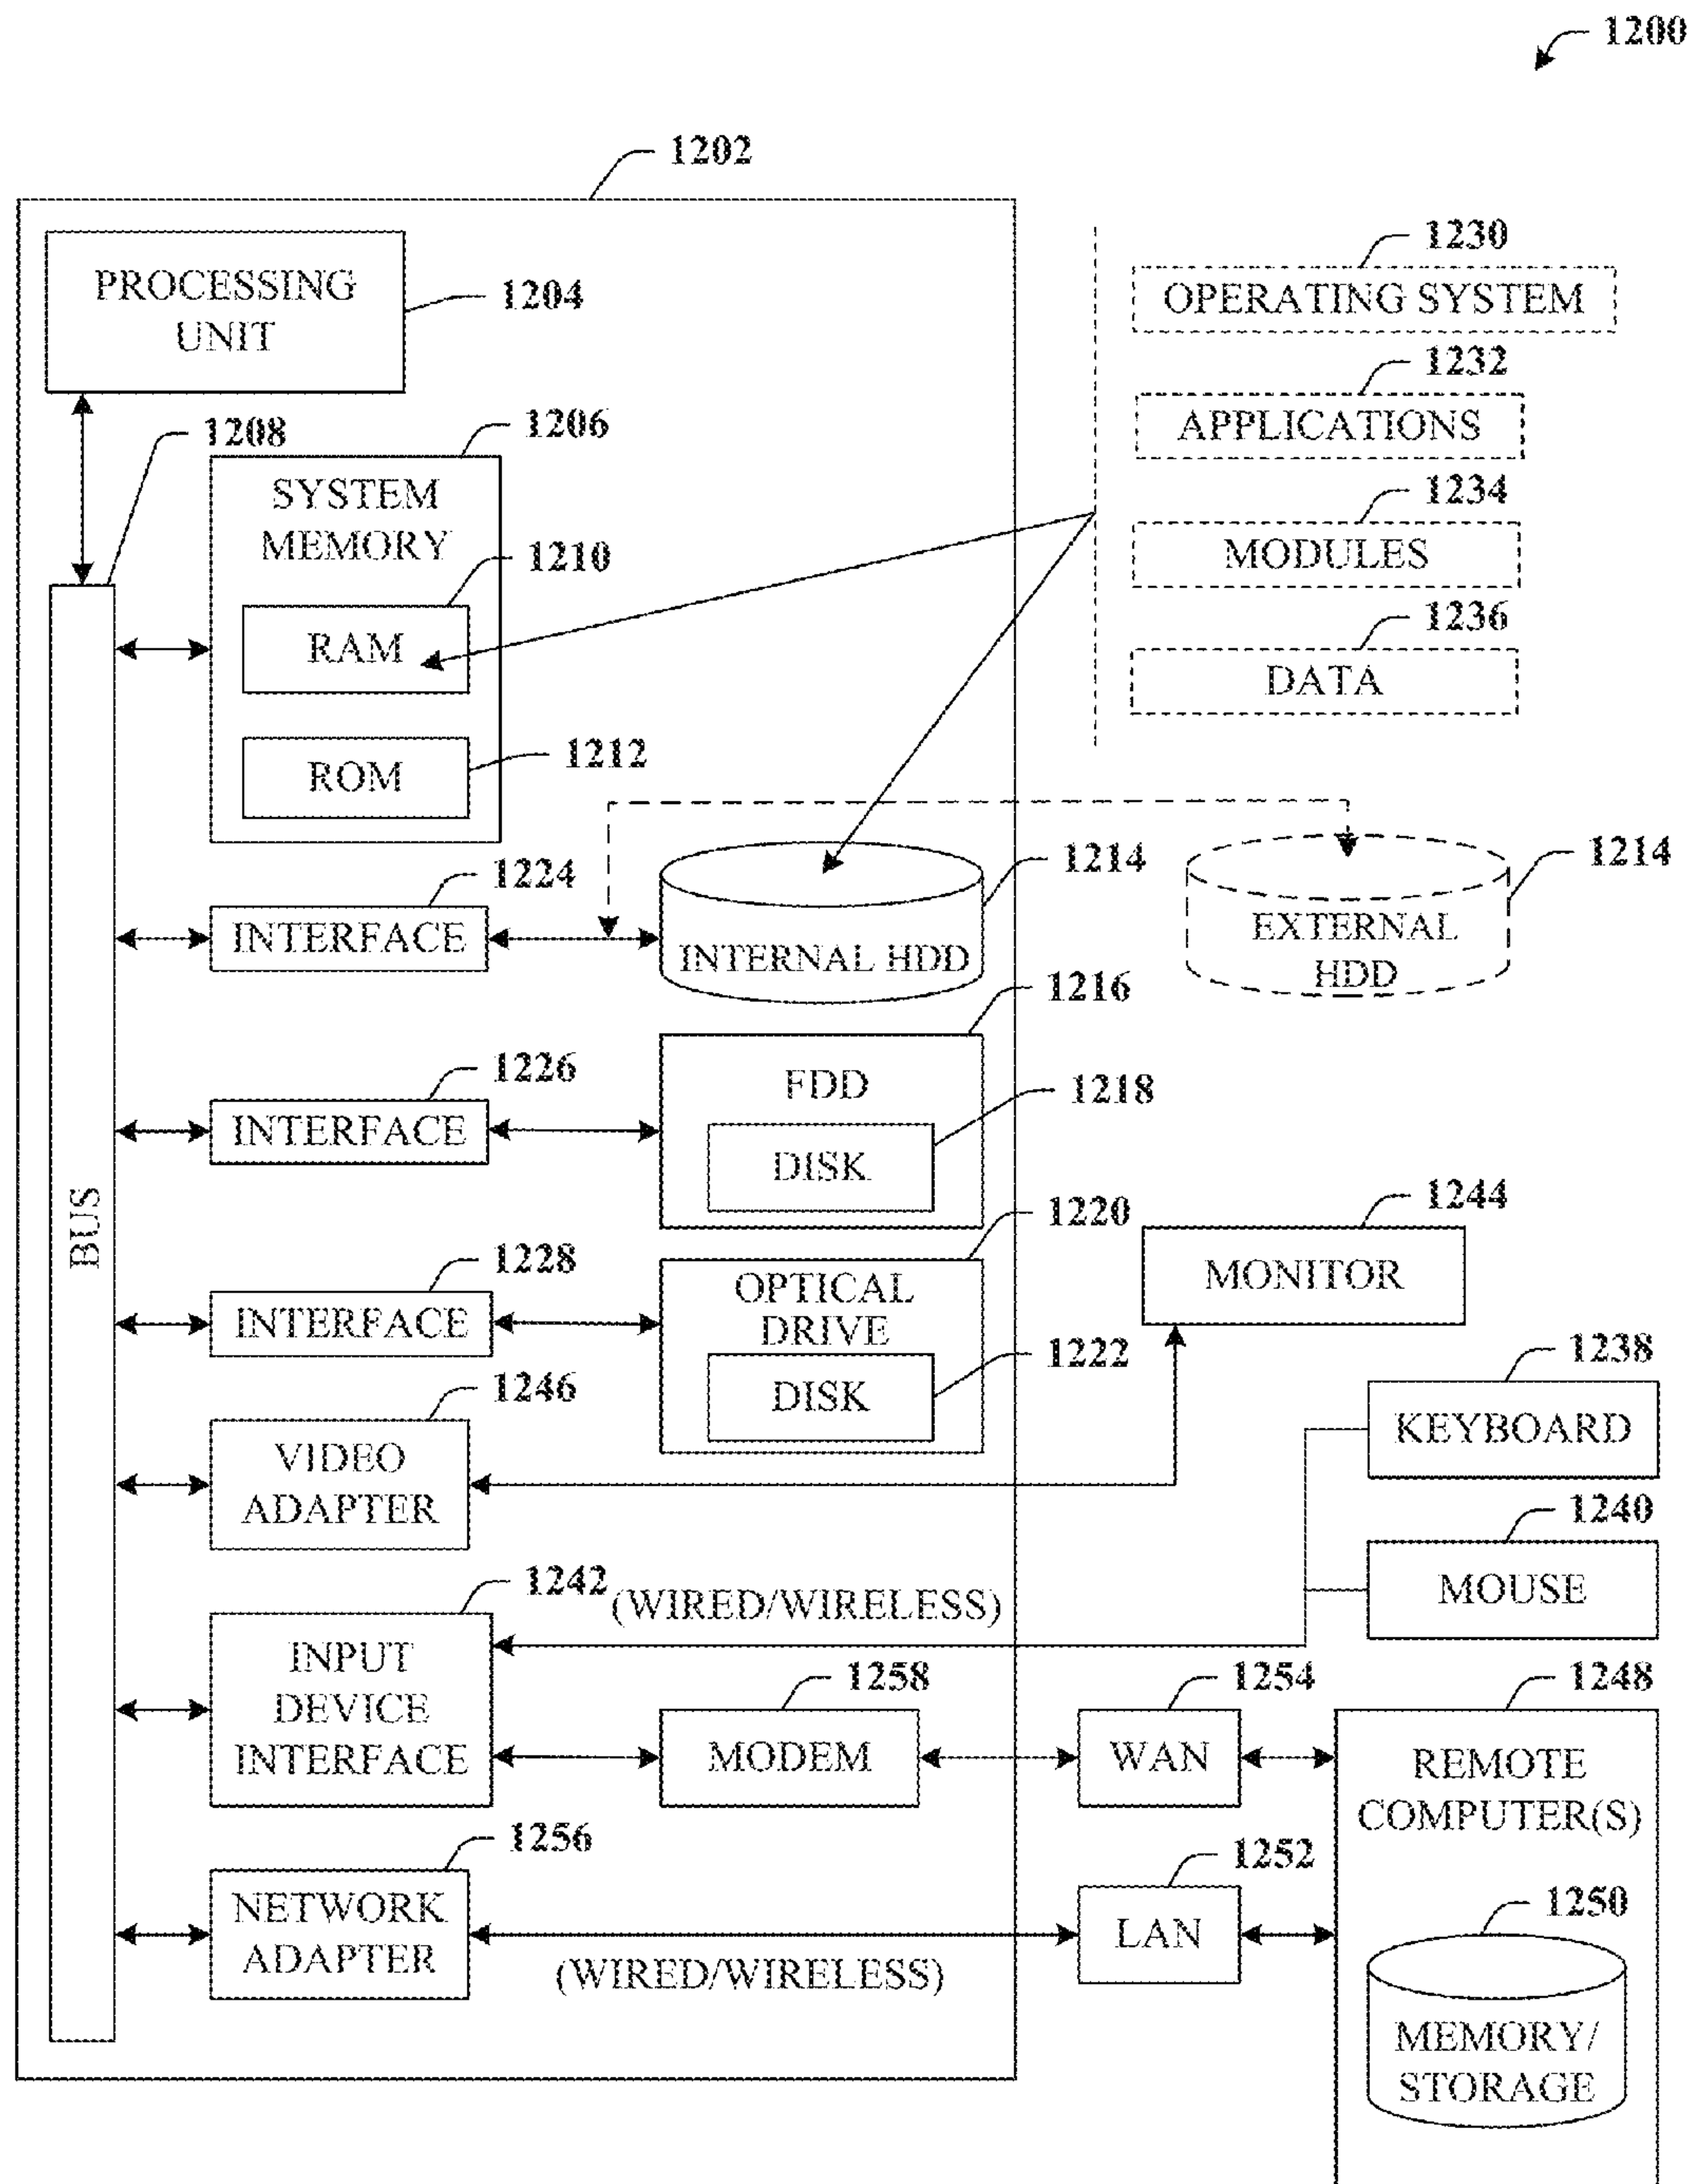 1200
1202
PROCESSING
UNIT
1204
1230
OPERATING SYSTEM
1232
APPLICATIONS
1234
MODULES
1236
DATA
1208
1206
SYSTEM
MEMORY
1210
RAM
1212
ROM
1224
INTERFACE
1214
INTERNAL HDD
1214
EXTERNAL
HDD
1216
1226
INTERFACE
FDD
1218
DISK
BUS
1220
1228
INTERFACE
OPTICAL
DRIVE
1222
DISK
1244
MONITOR
1238
KEYBOARD
1246
VIDEO
ADAPTER
1240
MOUSE
1242
(WIRED/WIRELESS)
INPUT
DEVICE
INTERFACE
1258
MODEM
1254
WAN
1248
REMOTE
COMPUTER(S)
1256
NETWORK
ADAPTER
(WIRED/WIRELESS)
1252
LAN
1250
MEMORY/
STORAGE